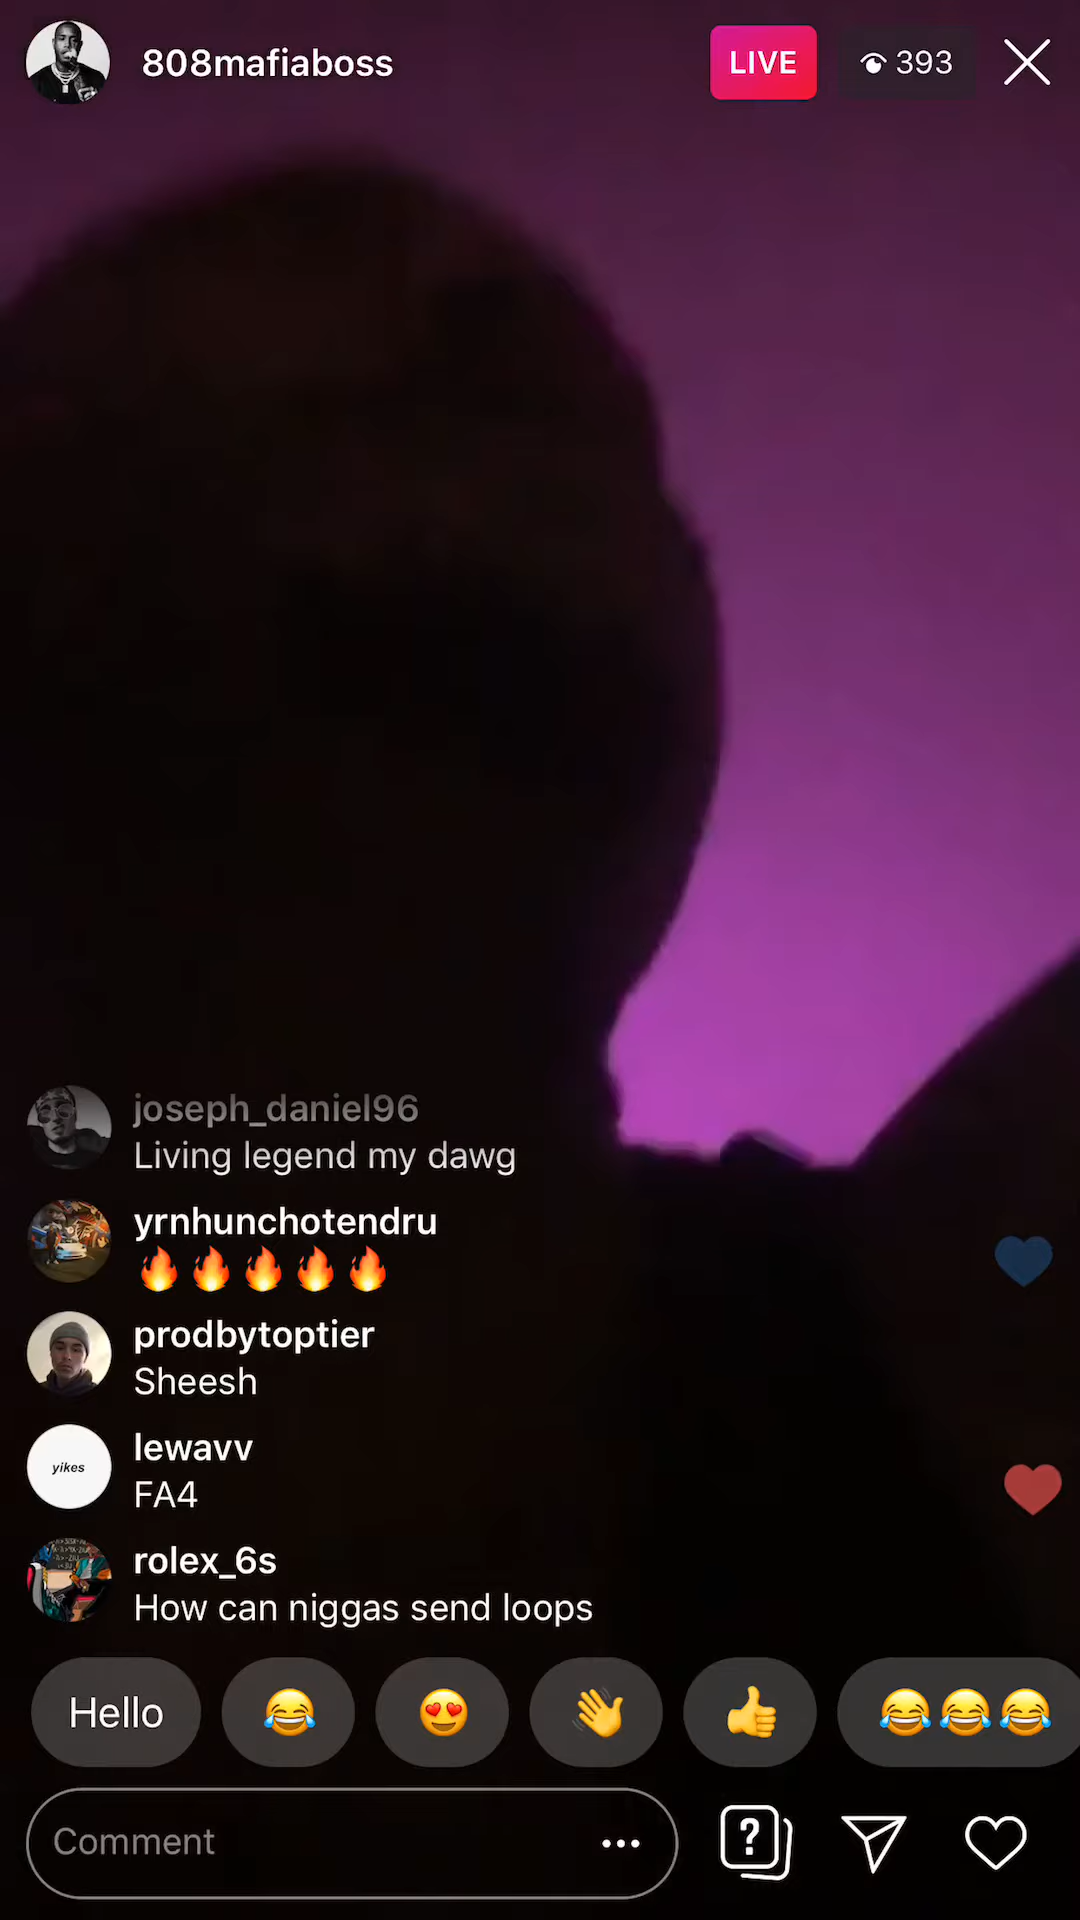 808mafiaboss
LIVE
393
joseph_daniel96
Living legend my dawg
yrnhunchotendru
🔥🔥🔥🔥🔥
prodbytoptier
Sheesh
yikes
lewavv
FA4
rolex_6s
How can niggas send loops
Hello 😂 😍 👋 👍 😂😂😂
Comment